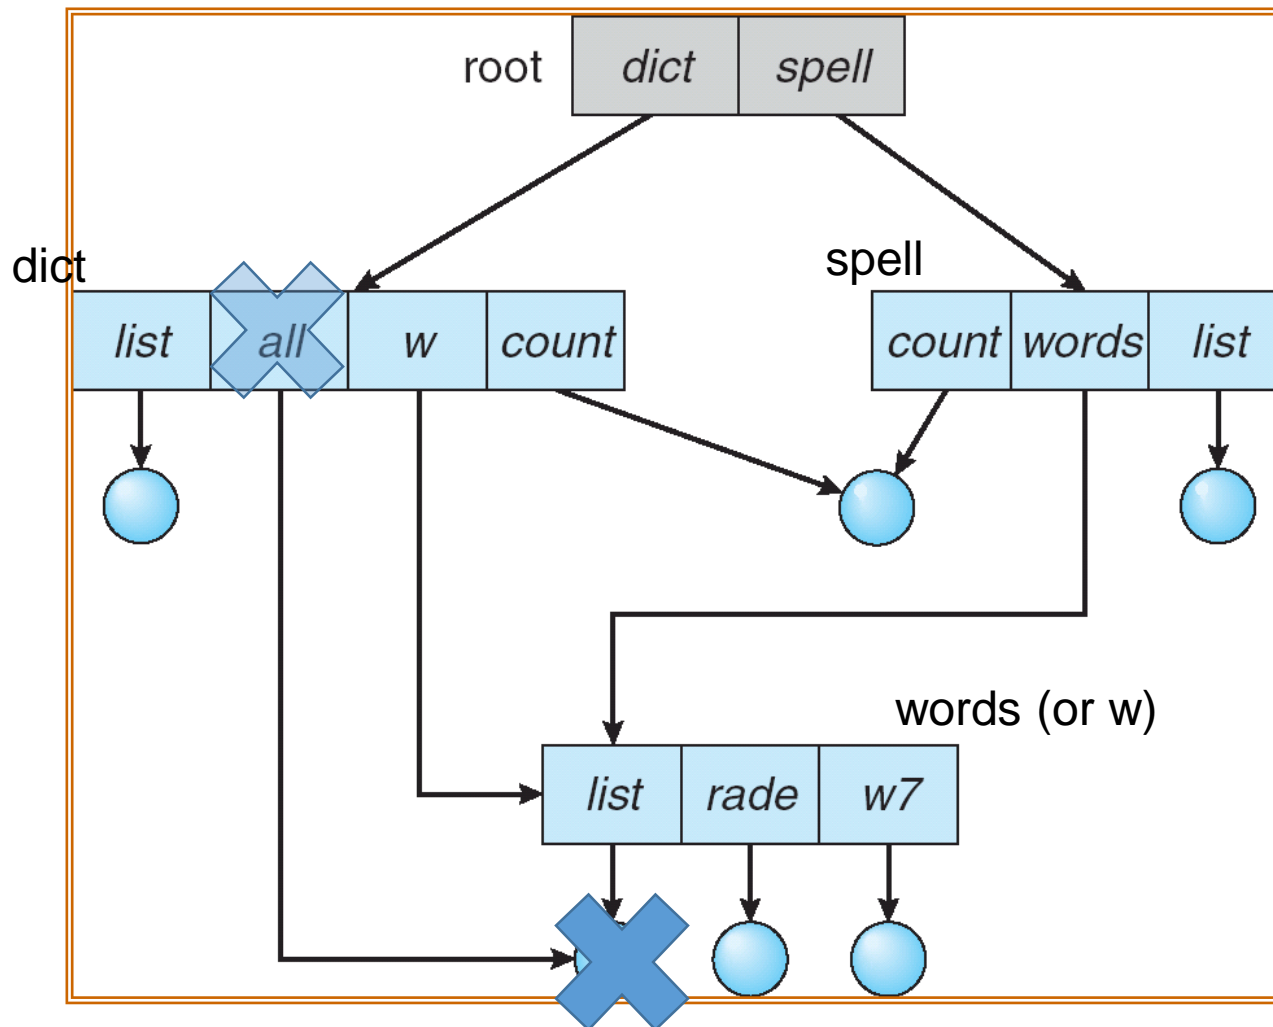 root dict spell
dict
spell
list all w count
count words list
words (or w)
list rade w7